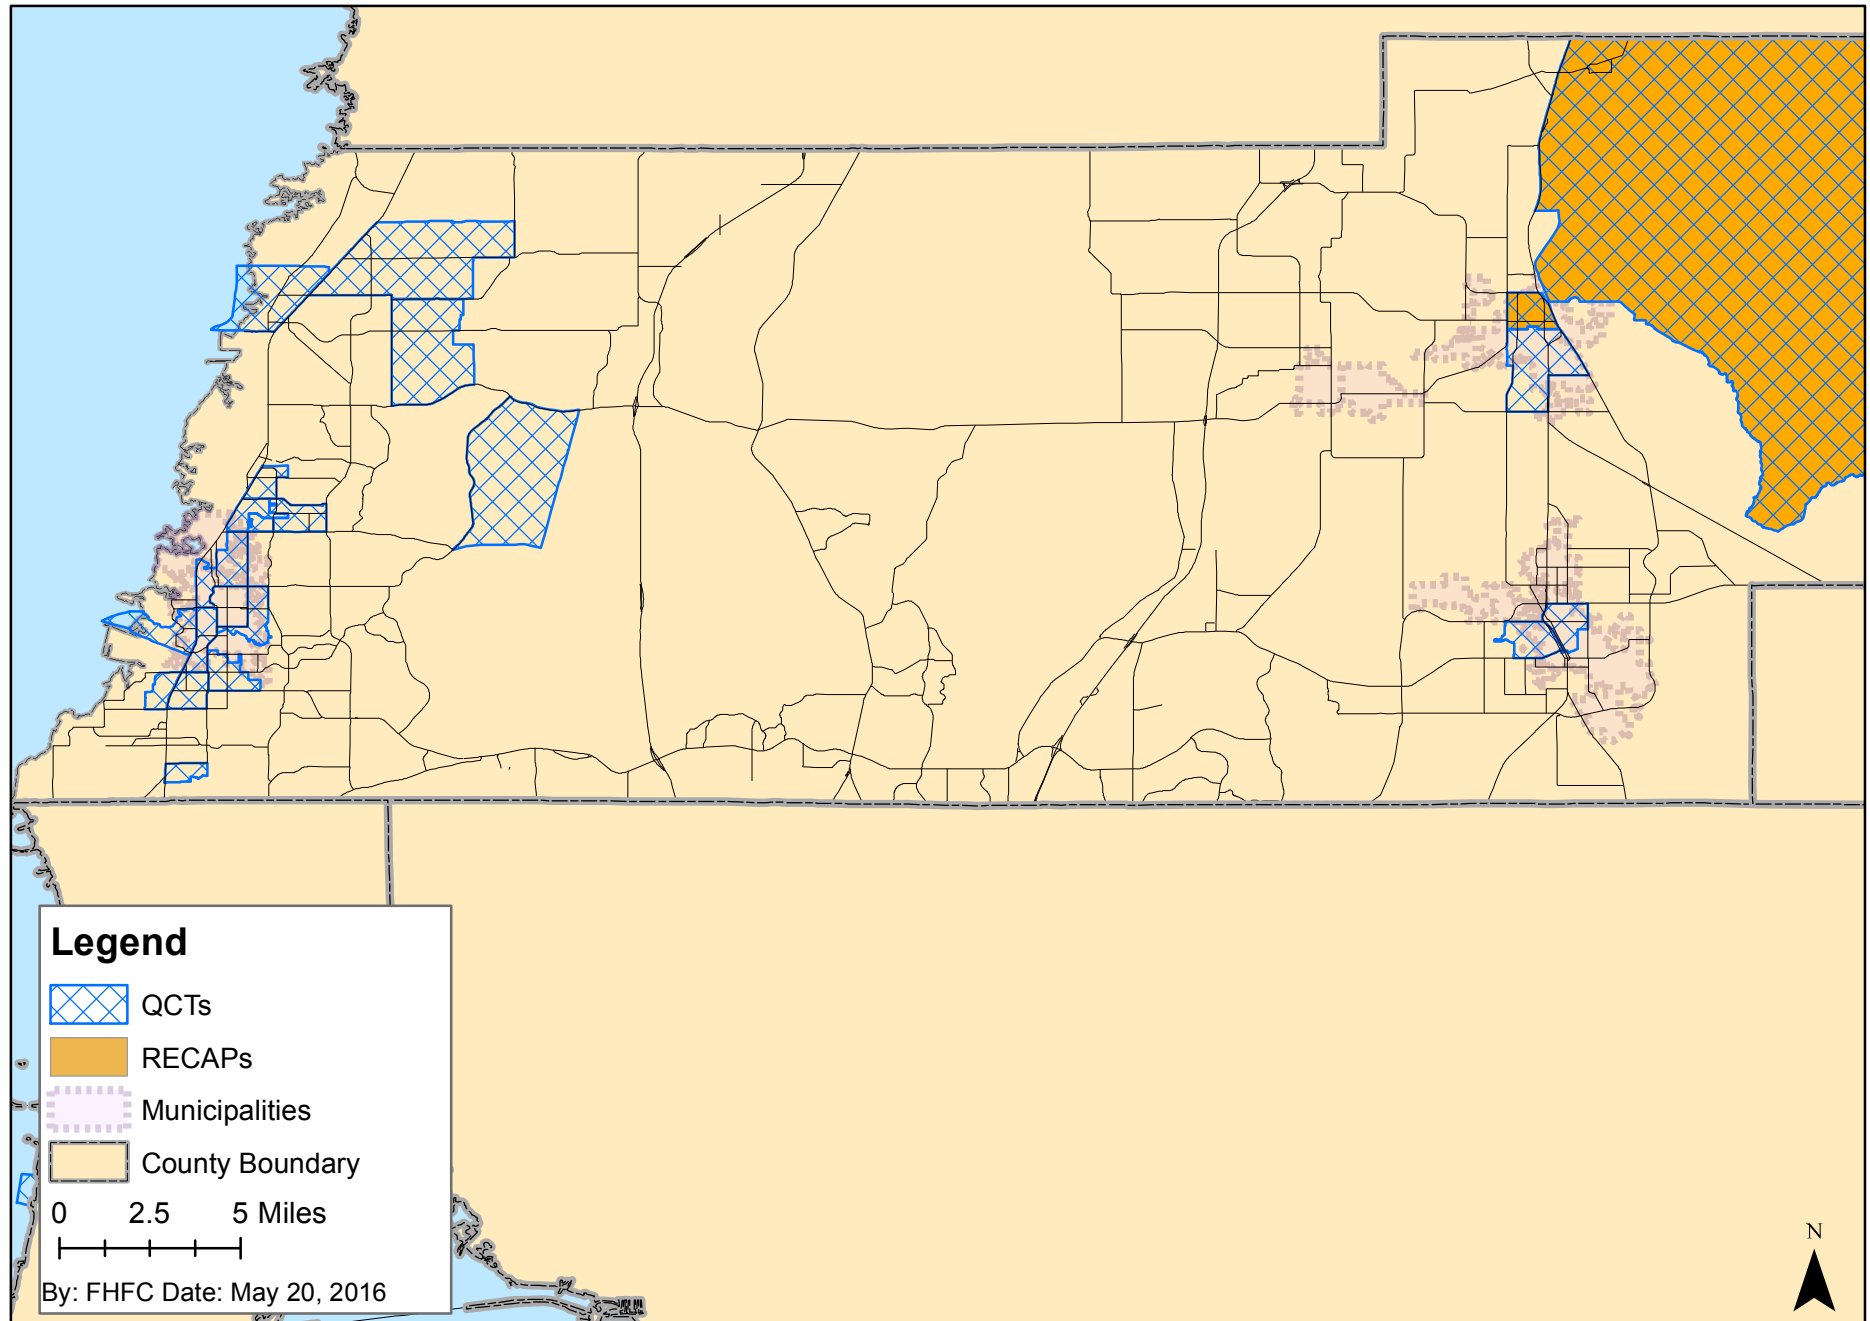 Legend
QCTs
RECAPs
Municipalities
County Boundary
0 2.5 5 Miles
By: FHFC Date: May 20, 2016
N